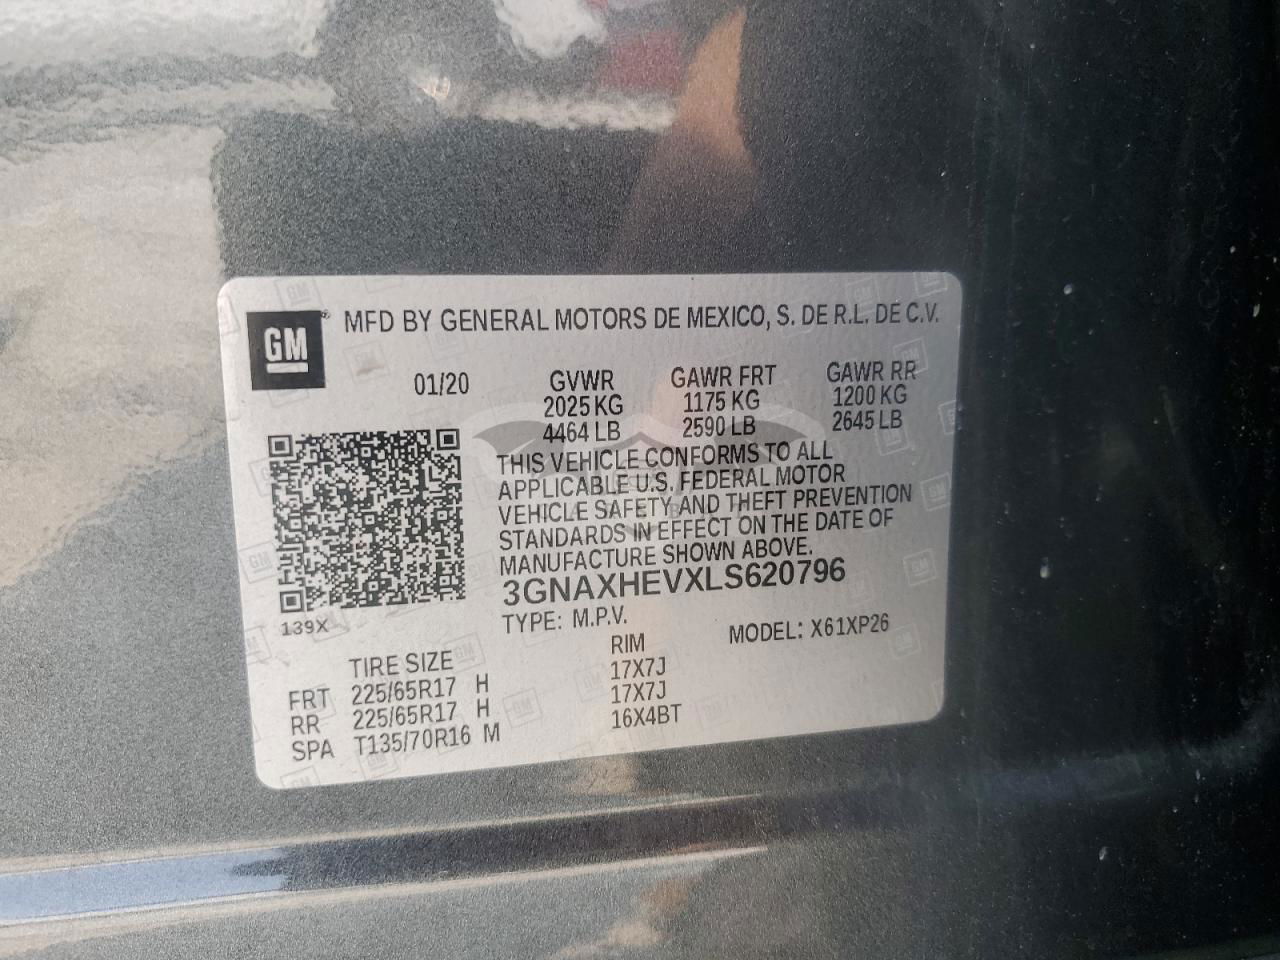 GM
MFD BY GENERAL MOTORS DE MEXICO, S. DE R.L. DE C.V.
01/20 GVWR GAWR FRT GAWR RR
2025 KG 1175 KG 1200 KG
4464 LB 2590 LB 2645 LB
THIS VEHICLE CONFORMS TO ALL
APPLICABLE U.S. FEDERAL MOTOR
VEHICLE SAFETY AND THEFT PREVENTION
STANDARDS IN EFFECT ON THE DATE OF
MANUFACTURE SHOWN ABOVE.
3GNAXHEVXLS620796
139X
TYPE: M.P.V. MODEL: X61XP26
TIRE SIZE RIM
FRT 225/65R17 H 17X7J
RR 225/65R17 H 17X7J
SPA T135/70R16 M 16X4BT